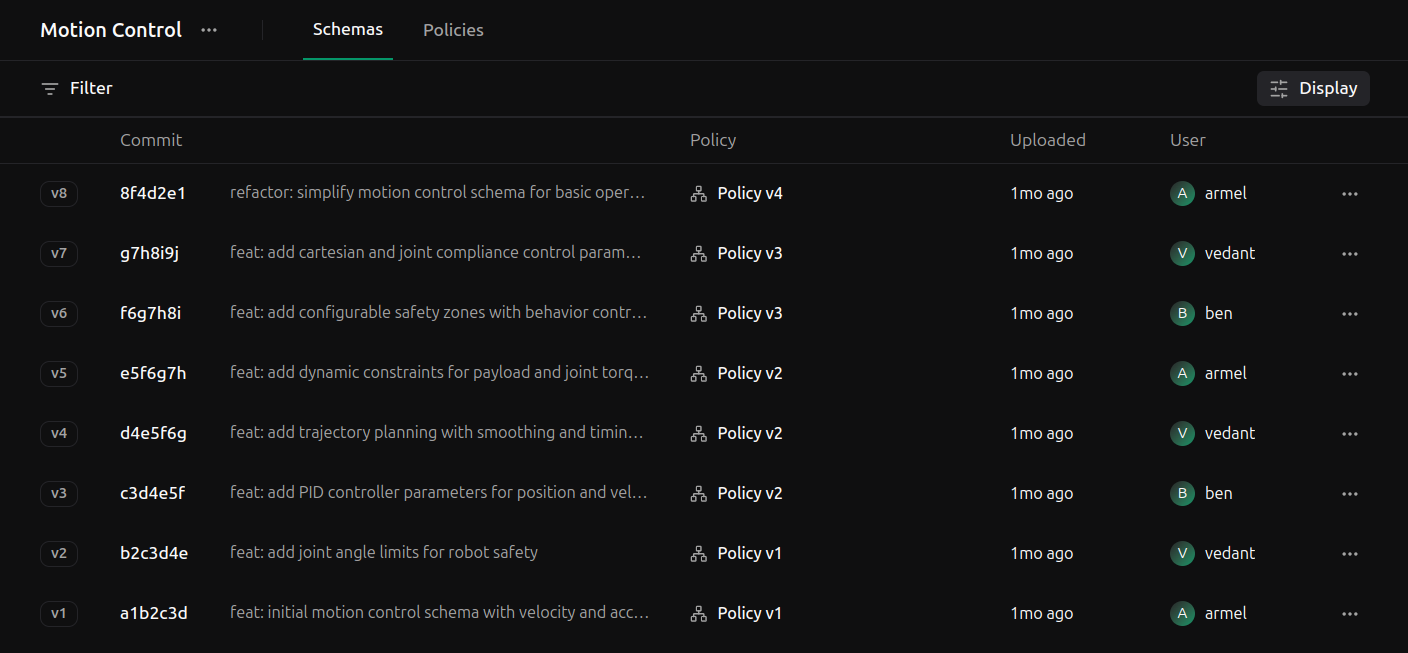 Motion Control ··· Schemas Policies
Filter Display
Commit Policy Uploaded User
v8 8f4d2e1 refactor: simplify motion control schema for basic oper… Policy v4 1mo ago A armel
v7 g7h8i9j feat: add cartesian and joint compliance control param… Policy v3 1mo ago V vedant
v6 f6g7h8i feat: add configurable safety zones with behavior contr… Policy v3 1mo ago B ben
v5 e5f6g7h feat: add dynamic constraints for payload and joint torq… Policy v2 1mo ago A armel
v4 d4e5f6g feat: add trajectory planning with smoothing and timin… Policy v2 1mo ago V vedant
v3 c3d4e5f feat: add PID controller parameters for position and vel… Policy v2 1mo ago B ben
v2 b2c3d4e feat: add joint angle limits for robot safety Policy v1 1mo ago V vedant
v1 a1b2c3d feat: initial motion control schema with velocity and acc… Policy v1 1mo ago A armel